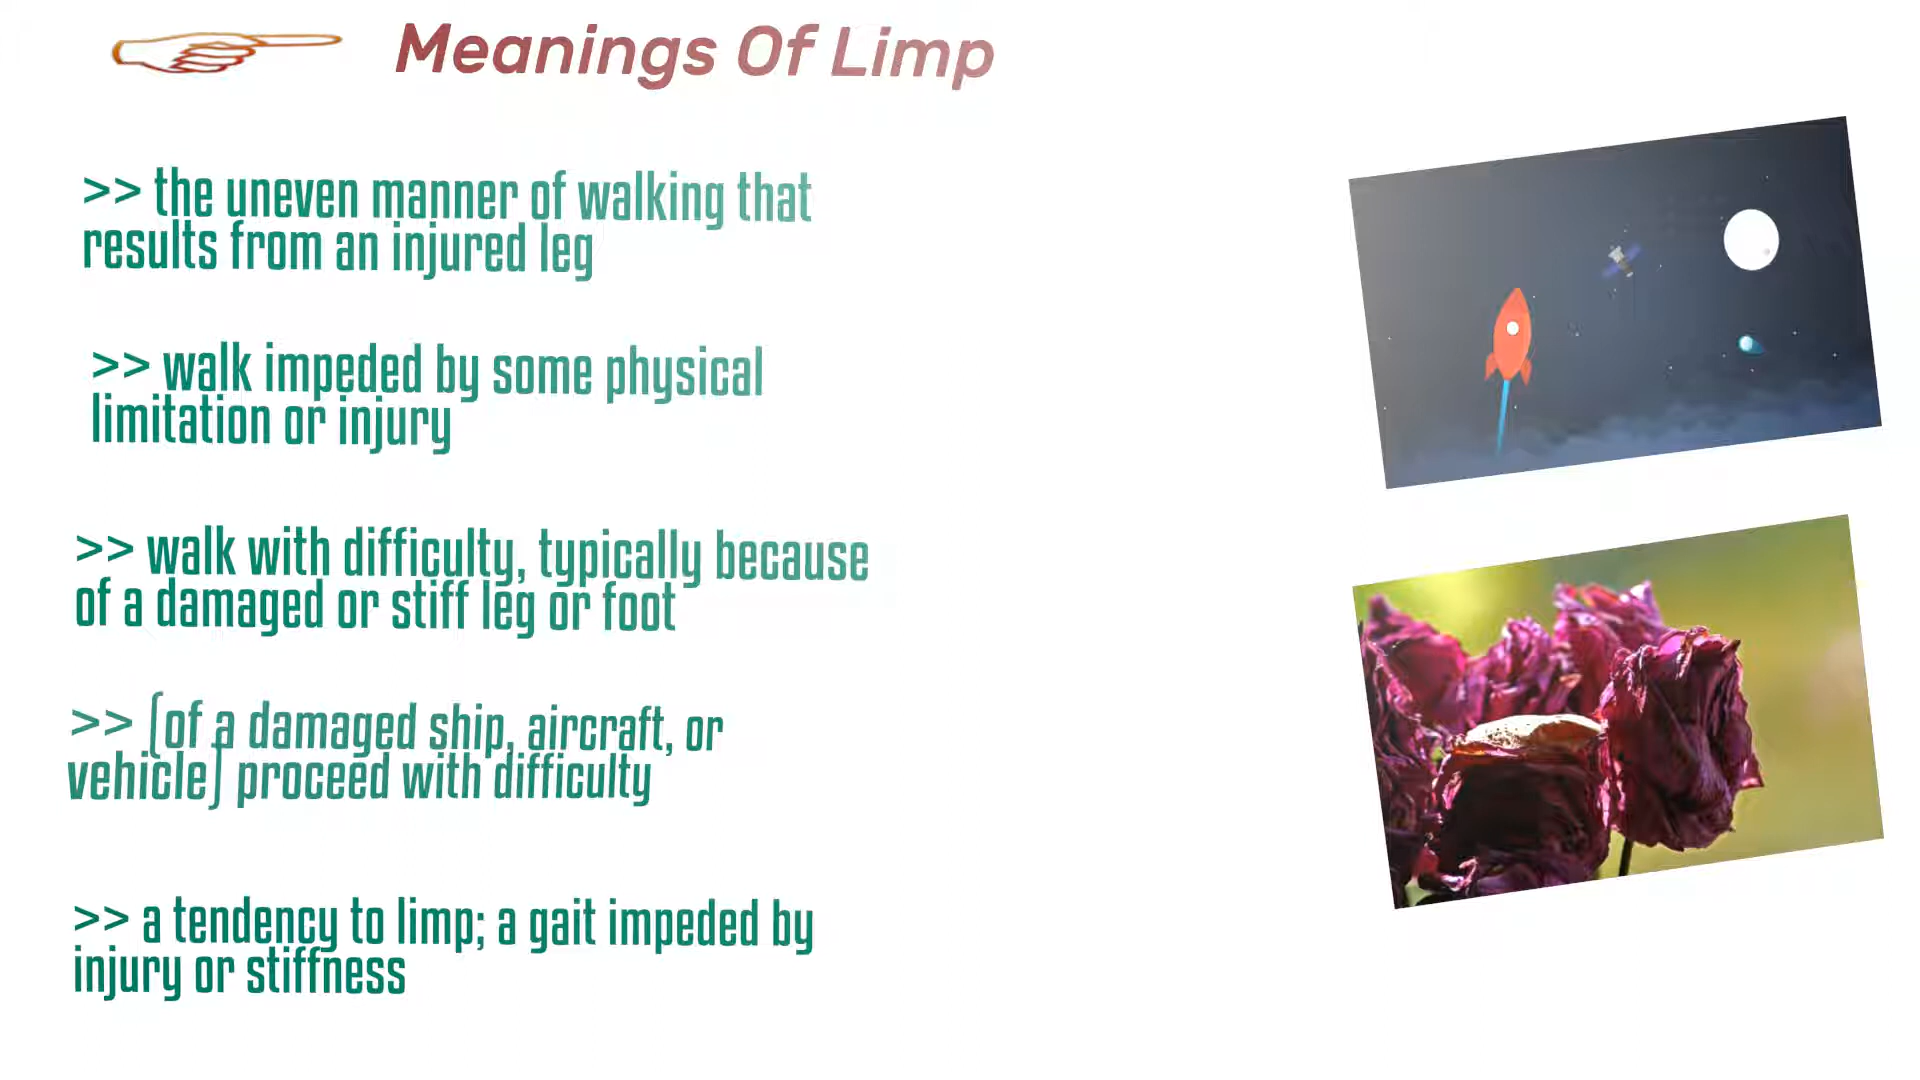 Meanings Of Limp
>> the uneven manner of walking that
results from an injured leg
>> walk impeded by some physical
limitation or injury
>> walk with difficulty, typically because
of a damaged or stiff leg or foot
>> (of a damaged ship, aircraft, or
vehicle) proceed with difficulty
>> a tendency to limp; a gait impeded by
injury or stiffness